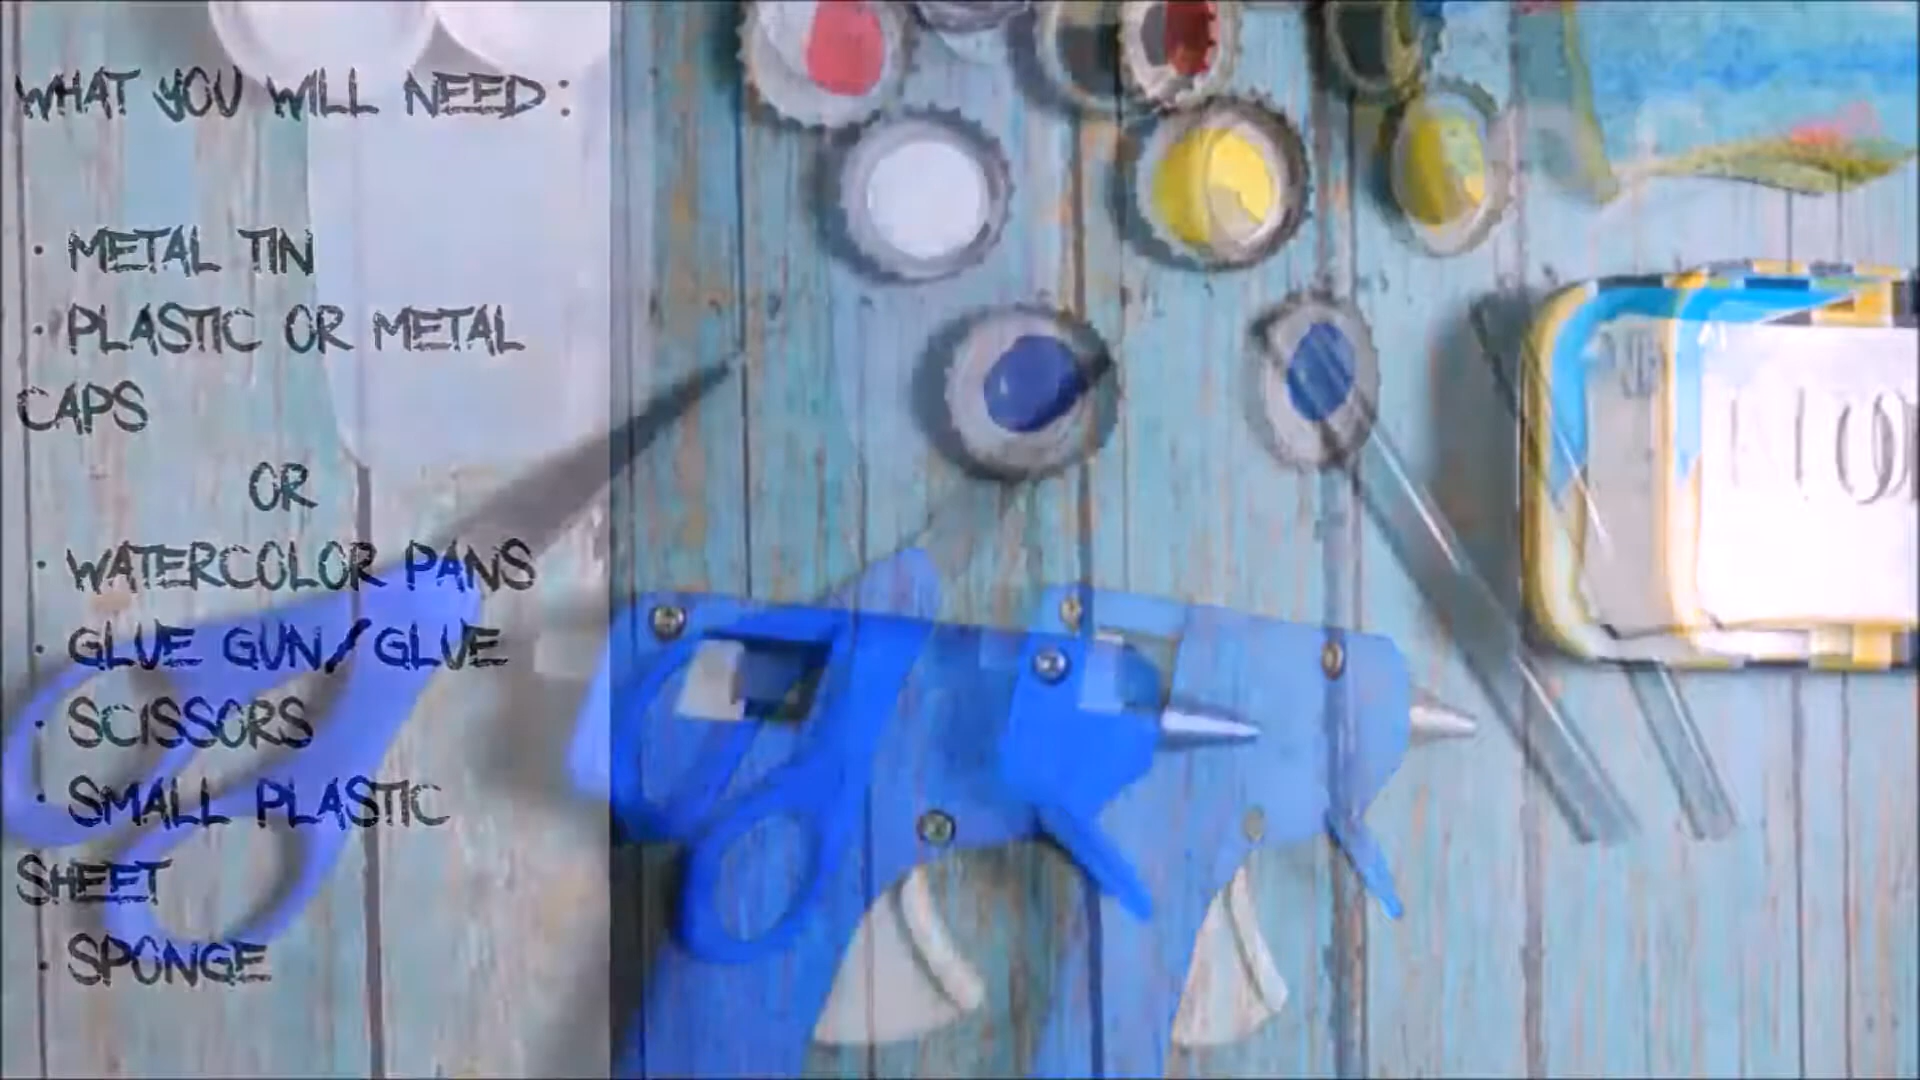 WHAT YOU WILL NEED:
· METAL TIN
· PLASTIC OR METAL
CAPS
OR
· WATERCOLOR PANS
· GLUE GUN/GLUE
· SCISSORS
· SMALL PLASTIC
SHEET
· SPONGE